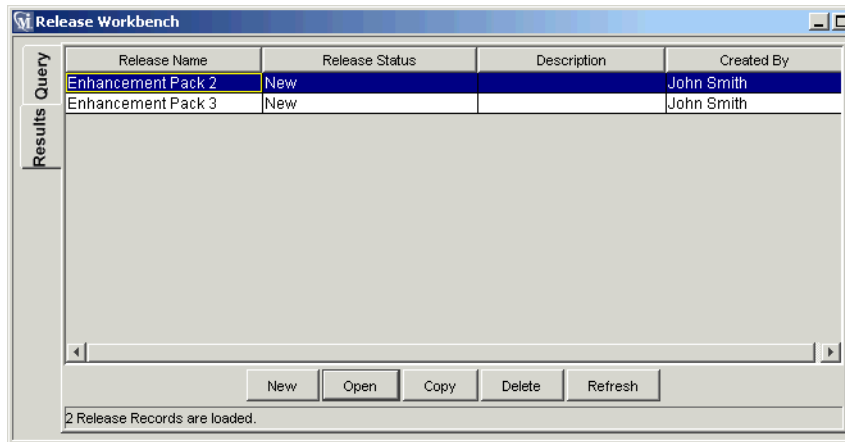 Release Workbench
Query
Results
Release Name Release Status Description Created By
Enhancement Pack 2 New John Smith
Enhancement Pack 3 New John Smith
New Open Copy Delete Refresh
2 Release Records are loaded.